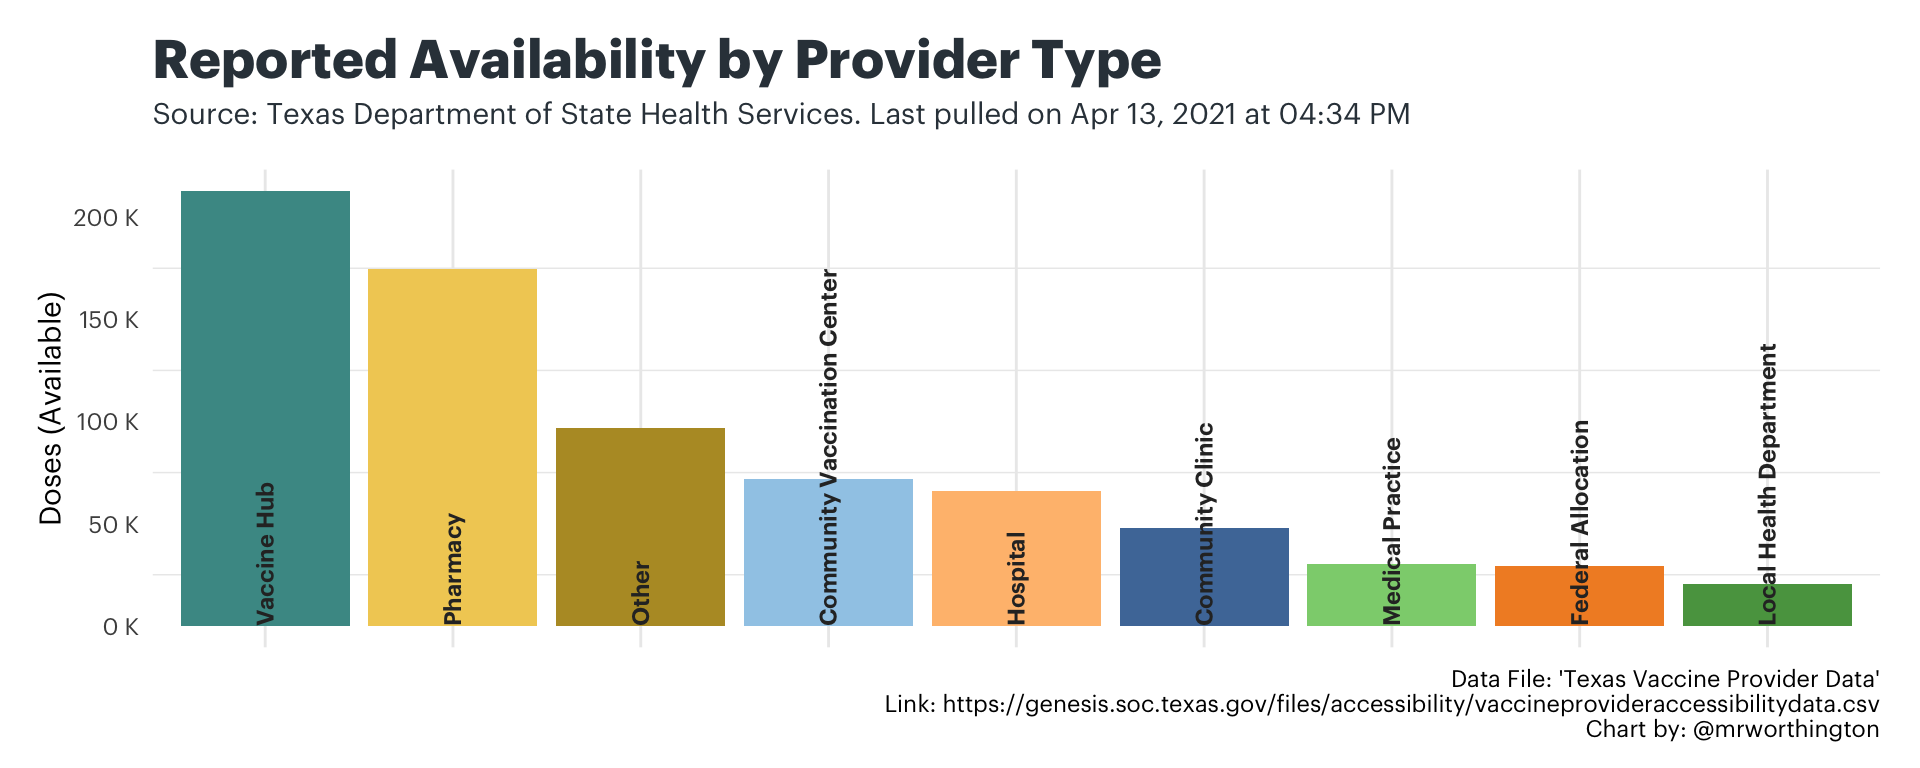 Reported Availability by Provider Type
Source: Texas Department of State Health Services. Last pulled on Apr 13, 2021 at 04:34 PM
Doses (Available)
200 K
150 K
100 K
50 K
0 K
Vaccine Hub
Pharmacy
Other
Community Vaccination Center
Hospital
Community Clinic
Medical Practice
Federal Allocation
Local Health Department
Data File: 'Texas Vaccine Provider Data'
Link: https://genesis.soc.texas.gov/files/accessibility/vaccineprovideraccessibilitydata.csv
Chart by: @mrworthington